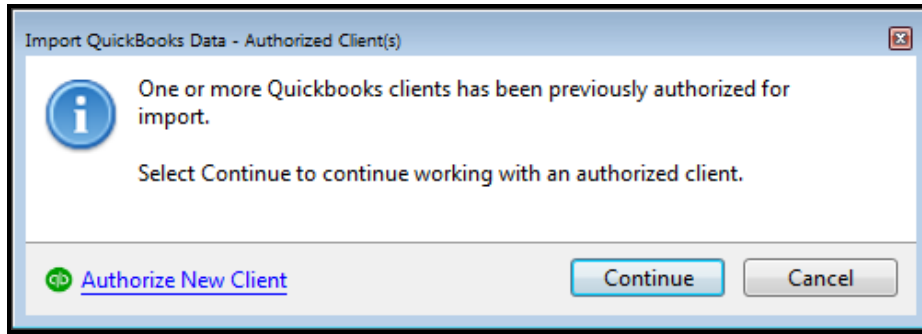 Import QuickBooks Data - Authorized Client(s)
One or more Quickbooks clients has been previously authorized for
import.
Select Continue to continue working with an authorized client.
Authorize New Client
Continue
Cancel